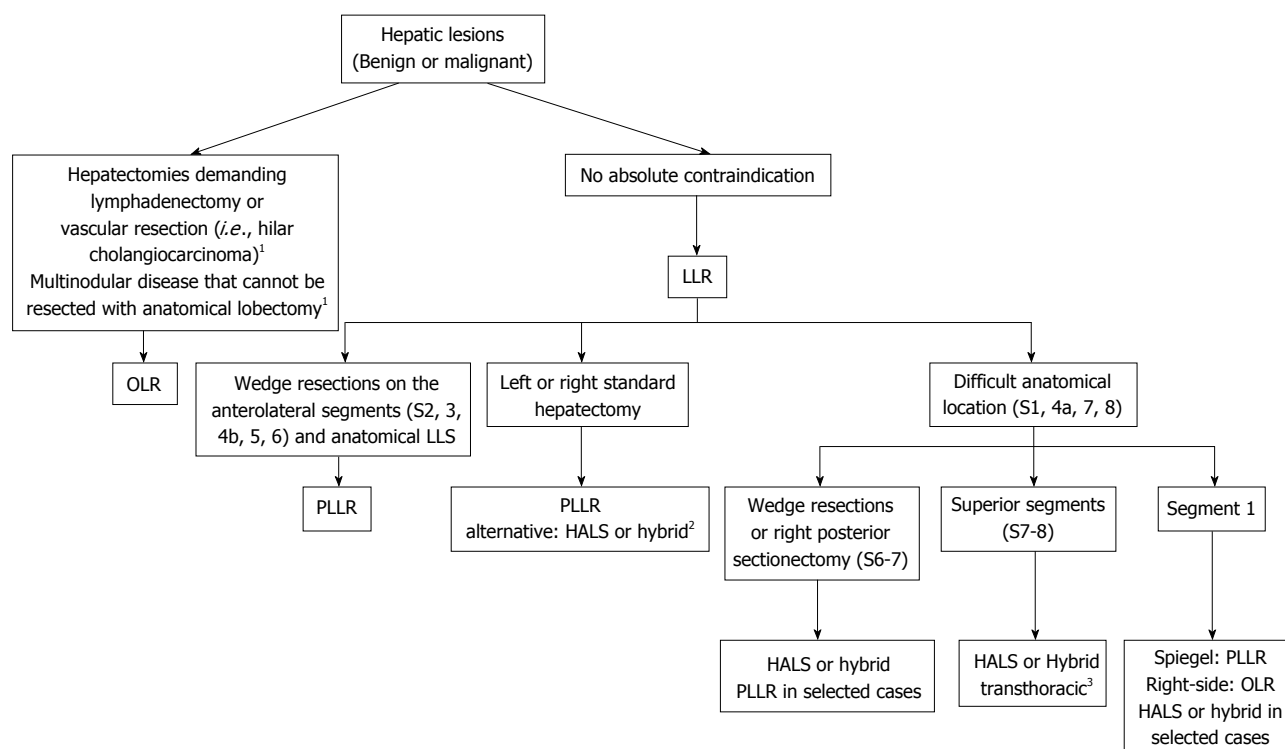 Hepatic lesions
(Benign or malignant)
Hepatectomies demanding
lymphadenectomy or
vascular resection (i.e., hilar
cholangiocarcinoma)¹
Multinodular disease that cannot be
resected with anatomical lobectomy¹
No absolute contraindication
LLR
OLR
Wedge resections on the
anterolateral segments (S2, 3,
4b, 5, 6) and anatomical LLS
Left or right standard
hepatectomy
Difficult anatomical
location (S1, 4a, 7, 8)
PLLR
PLLR
alternative: HALS or hybrid²
Wedge resections
or right posterior
sectionectomy (S6-7)
Superior segments
(S7-8)
Segment 1
HALS or hybrid
PLLR in selected cases
HALS or Hybrid
transthoracic³
Spiegel: PLLR
Right-side: OLR
HALS or hybrid in
selected cases